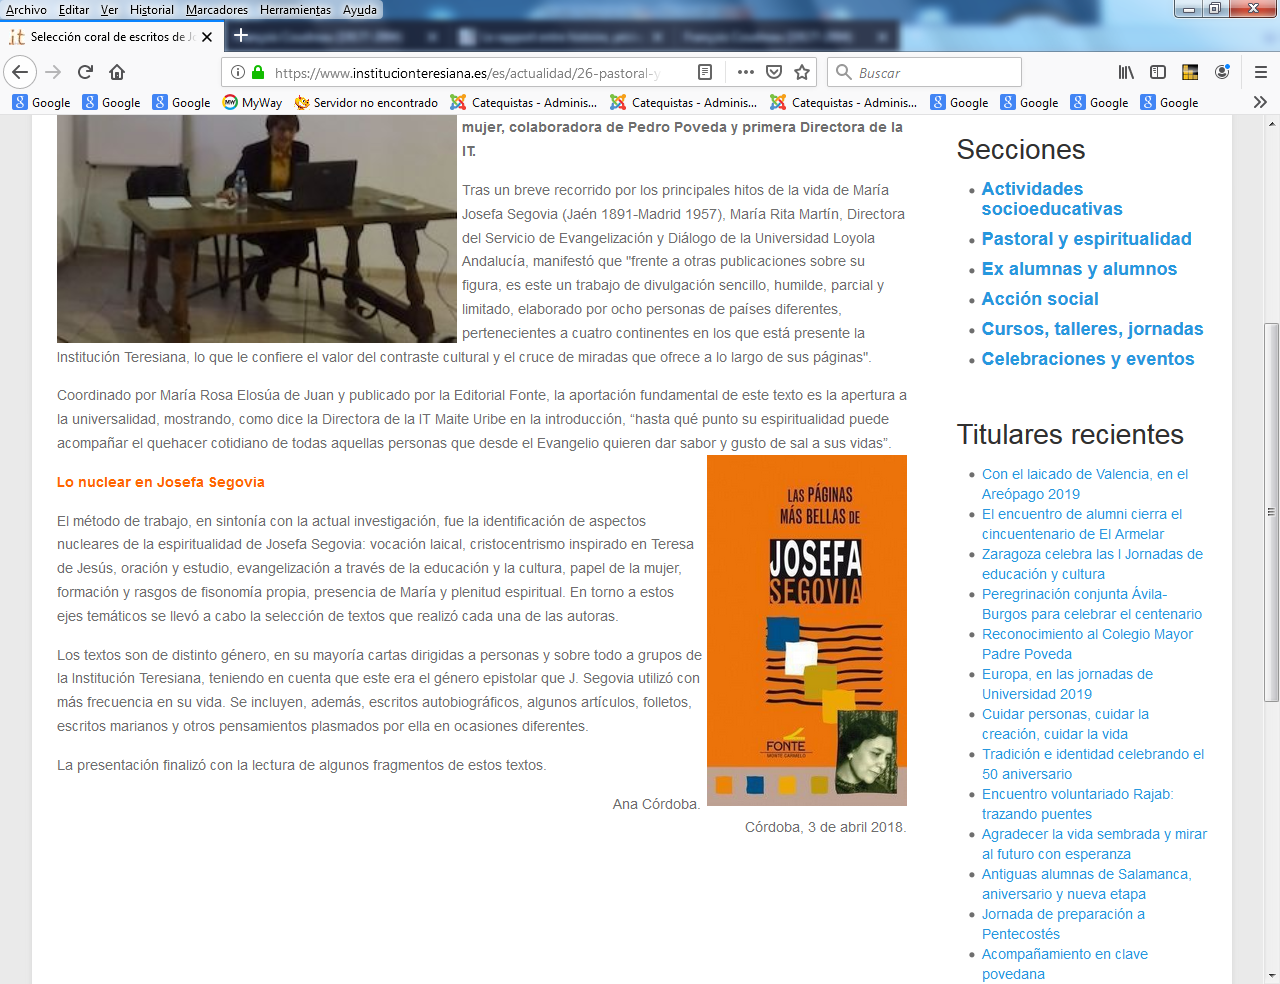 Archivo Editar Ver Historial Marcadores Herramientas Ayuda
Selección coral de escritos de Jo
https://www.institucionteresiana.es/es/actualidad/26-pastoral-y
Buscar
Google Google Google MyWay Servidor no encontrado Catequistas - Adminis... Catequistas - Adminis... Catequistas - Adminis... Google Google Google Google
mujer, colaboradora de Pedro Poveda y primera Directora de la
IT.
Tras un breve recorrido por los principales hitos de la vida de María
Josefa Segovia (Jaén 1891-Madrid 1957), María Rita Martín, Directora
del Servicio de Evangelización y Diálogo de la Universidad Loyola
Andalucía, manifestó que "frente a otras publicaciones sobre su
figura, es este un trabajo de divulgación sencillo, humilde, parcial y
limitado, elaborado por ocho personas de países diferentes,
pertenecientes a cuatro continentes en los que está presente la
Institución Teresiana, lo que le confiere el valor del contraste cultural y el cruce de miradas que ofrece a lo largo de sus páginas".
Coordinado por María Rosa Elosúa de Juan y publicado por la Editorial Fonte, la aportación fundamental de este texto es la apertura a
la universalidad, mostrando, como dice la Directora de la IT Maite Uribe en la introducción, “hasta qué punto su espiritualidad puede
acompañar el quehacer cotidiano de todas aquellas personas que desde el Evangelio quieren dar sabor y gusto de sal a sus vidas”.
Lo nuclear en Josefa Segovia
El método de trabajo, en sintonía con la actual investigación, fue la identificación de aspectos
nucleares de la espiritualidad de Josefa Segovia: vocación laical, cristocentrismo inspirado en Teresa
de Jesús, oración y estudio, evangelización a través de la educación y la cultura, papel de la mujer,
formación y rasgos de fisonomía propia, presencia de María y plenitud espiritual. En torno a estos
ejes temáticos se llevó a cabo la selección de textos que realizó cada una de las autoras.
Los textos son de distinto género, en su mayoría cartas dirigidas a personas y sobre todo a grupos de
la Institución Teresiana, teniendo en cuenta que este era el género epistolar que J. Segovia utilizó con
más frecuencia en su vida. Se incluyen, además, escritos autobiográficos, algunos artículos, folletos,
escritos marianos y otros pensamientos plasmados por ella en ocasiones diferentes.
La presentación finalizó con la lectura de algunos fragmentos de estos textos.
Ana Córdoba.
Córdoba, 3 de abril 2018.
LAS PÁGINAS
MÁS BELLAS DE
JOSEFA
SEGOVIA
FONTE
MONTE CARMELO
Secciones
Actividades
socioeducativas
Pastoral y espiritualidad
Ex alumnas y alumnos
Acción social
Cursos, talleres, jornadas
Celebraciones y eventos
Titulares recientes
Con el laicado de Valencia, en el
Areópago 2019
El encuentro de alumni cierra el
cincuentenario de El Armelar
Zaragoza celebra las I Jornadas de
educación y cultura
Peregrinación conjunta Ávila-
Burgos para celebrar el centenario
Reconocimiento al Colegio Mayor
Padre Poveda
Europa, en las jornadas de
Universidad 2019
Cuidar personas, cuidar la
creación, cuidar la vida
Tradición e identidad celebrando el
50 aniversario
Encuentro voluntariado Rajab:
trazando puentes
Agradecer la vida sembrada y mirar
al futuro con esperanza
Antiguas alumnas de Salamanca,
aniversario y nueva etapa
Jornada de preparación a
Pentecostés
Acompañamiento en clave
povedana